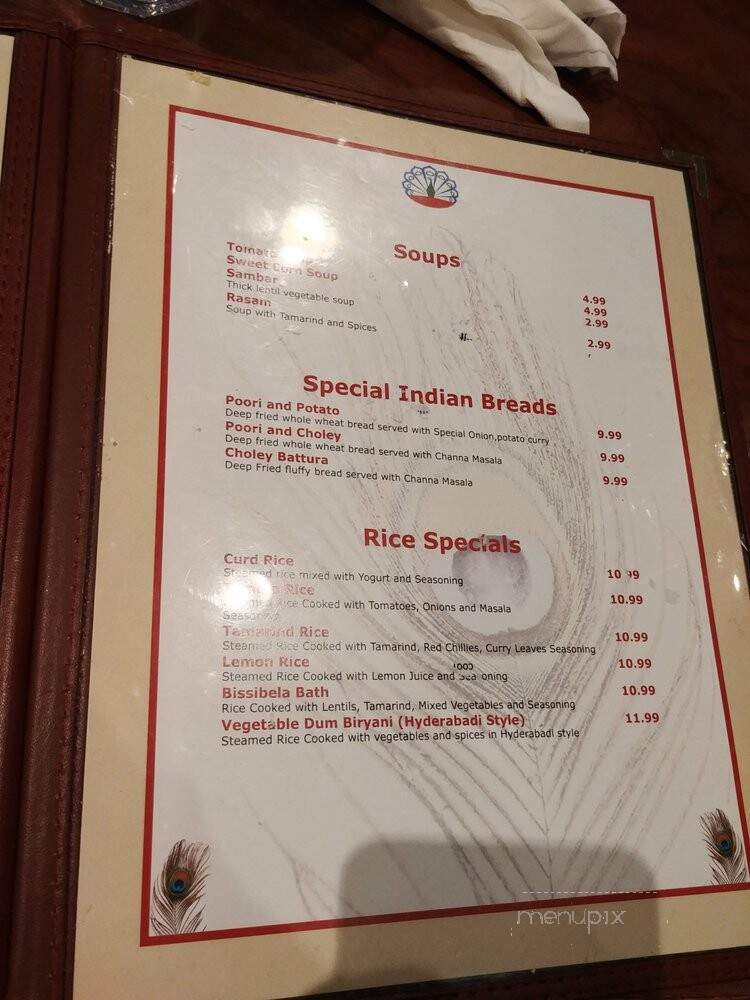 Soups
Tomato
Sweet Corn Soup 4.99
Sambar 4.99
Thick lentil vegetable soup 2.99
Rasam
Soup with Tamarind and Spices 2.99
Special Indian Breads
Poori and Potato
Deep fried whole wheat bread served with Special Onion,potato curry 9.99
Poori and Choley
Deep fried whole wheat bread served with Channa Masala 9.99
Choley Battura
Deep Fried fluffy bread served with Channa Masala 9.99
Rice Specials
Curd Rice 10.99
Steamed rice mixed with Yogurt and Seasoning
Rice 10.99
Steamed Rice Cooked with Tomatoes, Onions and Masala
Seasoning
Tamarind Rice 10.99
Steamed Rice Cooked with Tamarind, Red Chillies, Curry Leaves Seasoning
Lemon Rice 10.99
Steamed Rice Cooked with Lemon Juice and Seasoning
Bissibela Bath 10.99
Rice Cooked with Lentils, Tamarind, Mixed Vegetables and Seasoning
Vegetable Dum Biryani (Hyderabadi Style) 11.99
Steamed Rice Cooked with vegetables and spices in Hyderabadi style
menupix